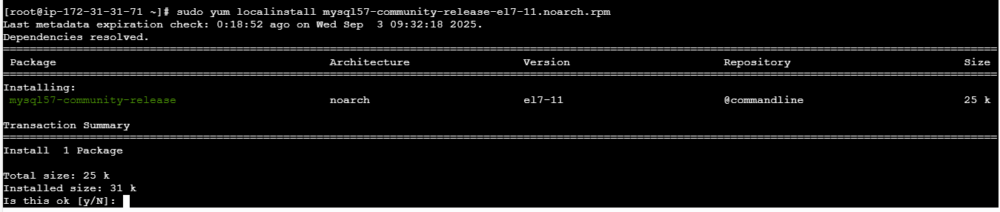 [root@ip-172-31-31-71 ~]# sudo yum localinstall mysql57-community-release-el7-11.noarch.rpm
Last metadata expiration check: 0:18:52 ago on Wed Sep  3 09:32:18 2025.
Dependencies resolved.
Package Architecture Version Repository Size
Installing:
mysql57-community-release noarch el7-11 @commandline 25 k
Transaction Summary
Install  1 Package
Total size: 25 k
Installed size: 31 k
Is this ok [y/N]: